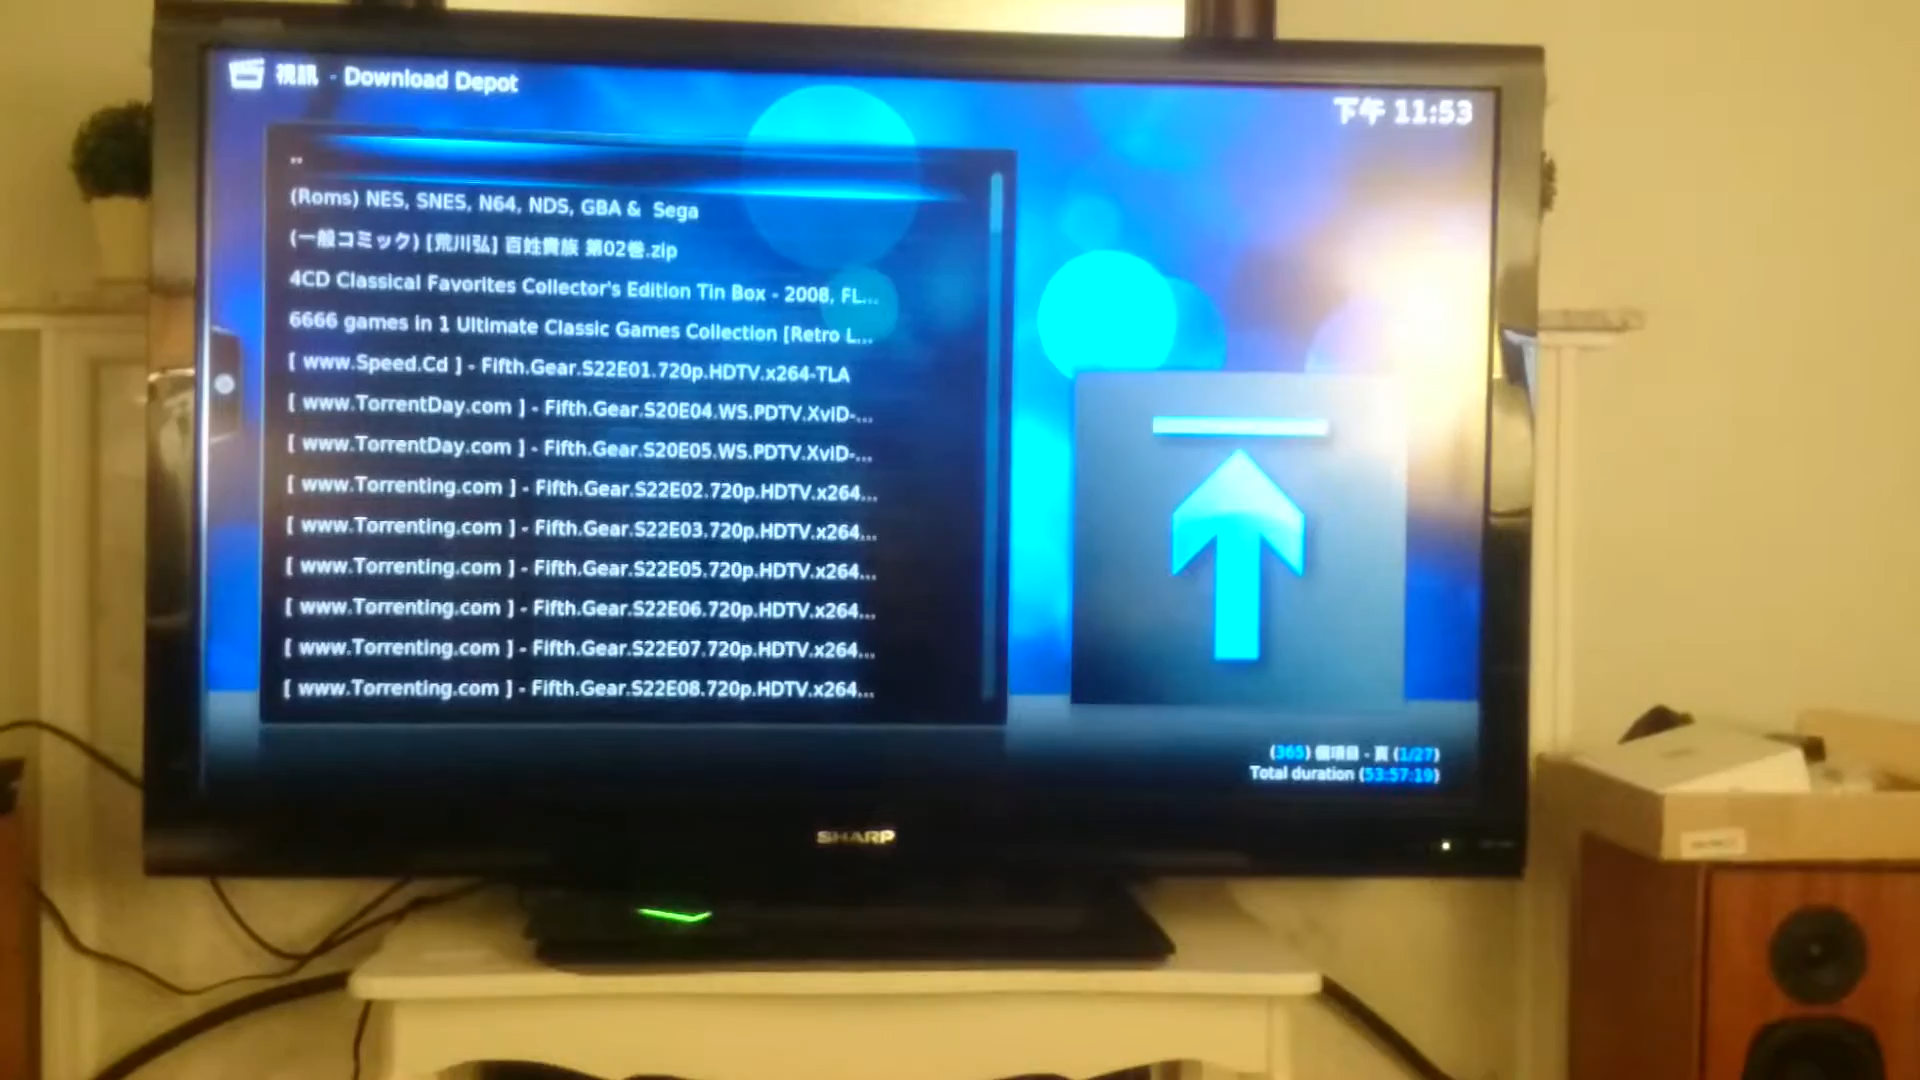 視訊 - Download Depot
下午 11:53
..
(Roms) NES, SNES, N64, NDS, GBA & Sega
(一般コミック) [荒川弘] 百姓貴族 第02巻.zip
4CD Classical Favorites Collector's Edition Tin Box - 2008, FL...
6666 games in 1 Ultimate Classic Games Collection [Retro L...
[ www.Speed.Cd ] - Fifth.Gear.S22E01.720p.HDTV.x264-TLA
[ www.TorrentDay.com ] - Fifth.Gear.S20E04.WS.PDTV.XviD-...
[ www.TorrentDay.com ] - Fifth.Gear.S20E05.WS.PDTV.XviD-...
[ www.Torrenting.com ] - Fifth.Gear.S22E02.720p.HDTV.x264...
[ www.Torrenting.com ] - Fifth.Gear.S22E03.720p.HDTV.x264...
[ www.Torrenting.com ] - Fifth.Gear.S22E05.720p.HDTV.x264...
[ www.Torrenting.com ] - Fifth.Gear.S22E06.720p.HDTV.x264...
[ www.Torrenting.com ] - Fifth.Gear.S22E07.720p.HDTV.x264...
[ www.Torrenting.com ] - Fifth.Gear.S22E08.720p.HDTV.x264...
(365) 個項目 - 頁 (1/27)
Total duration (53:57:19)
SHARP